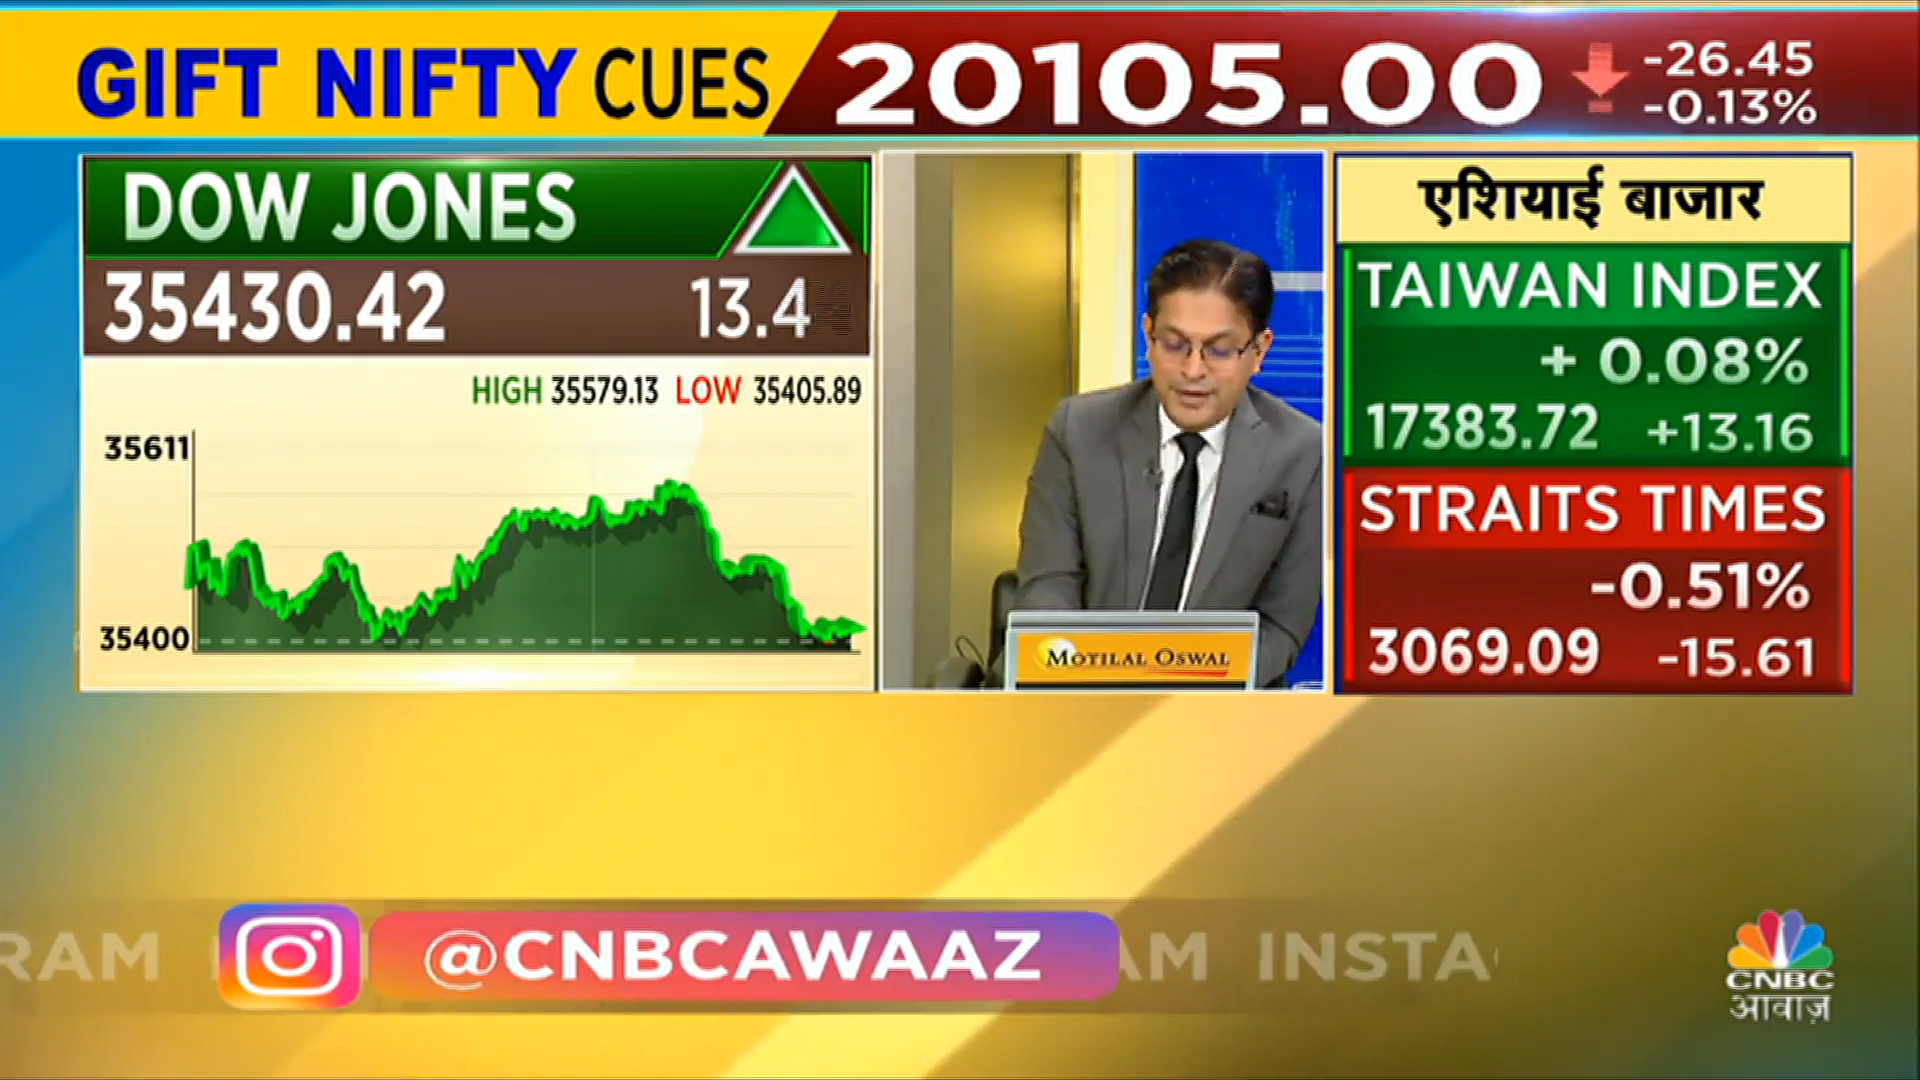 GIFT NIFTY CUES
20105.00
-26.45
-0.13%
DOW JONES
35430.42 13.4
HIGH 35579.13 LOW 35405.89
35611
35400
MOTILAL OSWAL
एशियाई बाजार
TAIWAN INDEX
+ 0.08%
17383.72 +13.16
STRAITS TIMES
-0.51%
3069.09 -15.61
RAM
@CNBCAWAAZ
AM INSTA
CNBC
आवाज़